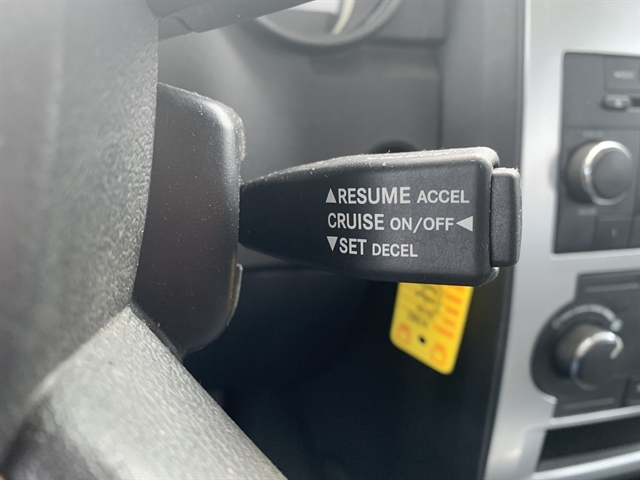 ▲RESUME ACCEL
CRUISE ON/OFF◀
▼SET DECEL